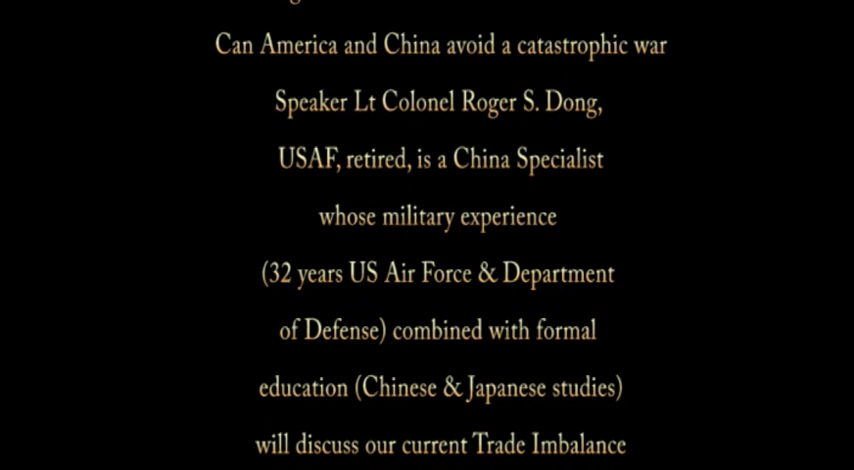 Can America and China avoid a catastrophic war
Speaker Lt Colonel Roger S. Dong,
USAF, retired, is a China Specialist
whose military experience
(32 years US Air Force & Department
of Defense) combined with formal
education (Chinese & Japanese studies)
will discuss our current Trade Imbalance